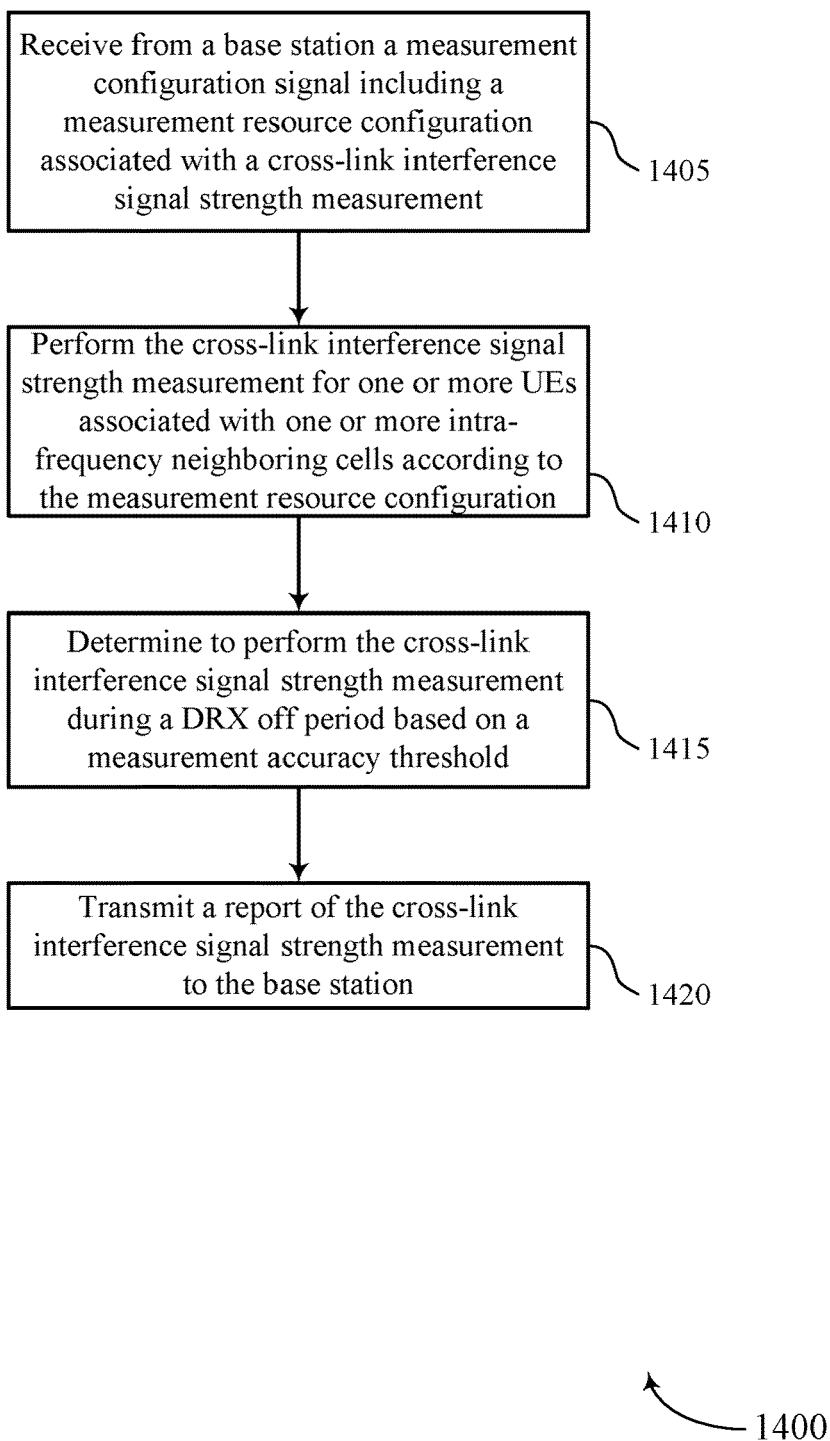 Receive from a base station a measurement
configuration signal including a
measurement resource configuration
associated with a cross-link interference
signal strength measurement
1405
Perform the cross-link interference signal
strength measurement for one or more UEs
associated with one or more intra-
frequency neighboring cells according to
the measurement resource configuration
1410
Determine to perform the cross-link
interference signal strength measurement
during a DRX off period based on a
measurement accuracy threshold
1415
Transmit a report of the cross-link
interference signal strength measurement
to the base station
1420
1400